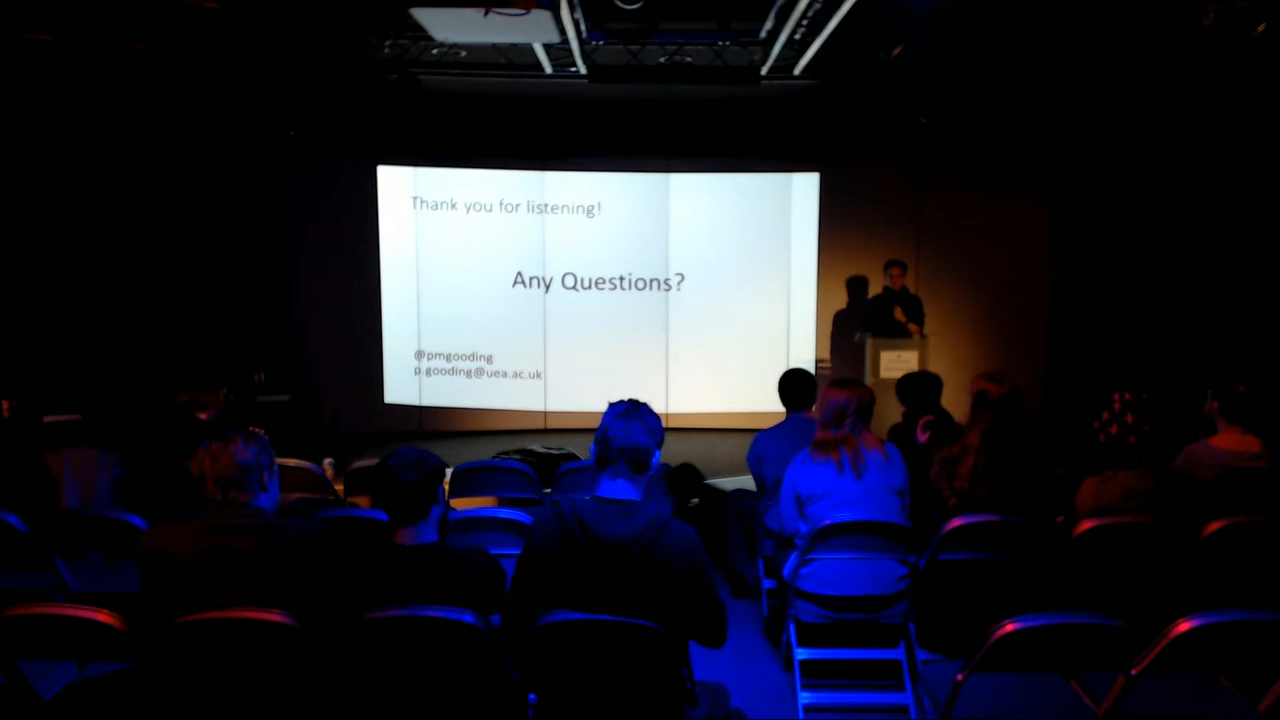 Thank you for listening!
Any Questions?
@pmgooding
p.gooding@uea.ac.uk